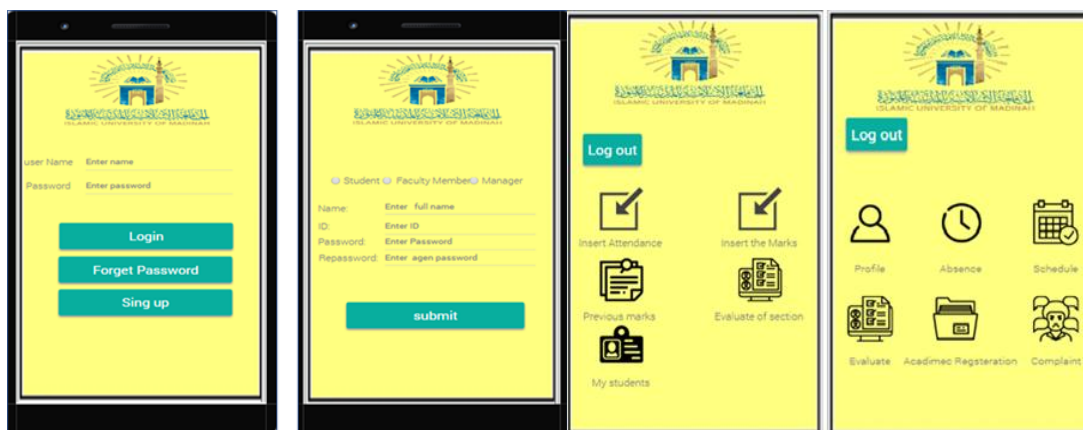 ISLAMIC UNIVERSITY OF MADINAH
user Name Enter name
Password Enter password
Login
Forget Password
Sing up
ISLAMIC UNIVERSITY OF MADINAH
Student Faculty Member Manager
Name: Enter full name
ID: Enter ID
Password: Enter Password
Repassword: Enter agen password
submit
ISLAMIC UNIVERSITY OF MADINAH
Log out
Insert Attendance Insert the Marks
Previous marks Evaluate of section
My students
ISLAMIC UNIVERSITY OF MADINAH
Log out
Profile Absence Schedule
Evaluate Acadimec Regsteration Complaint